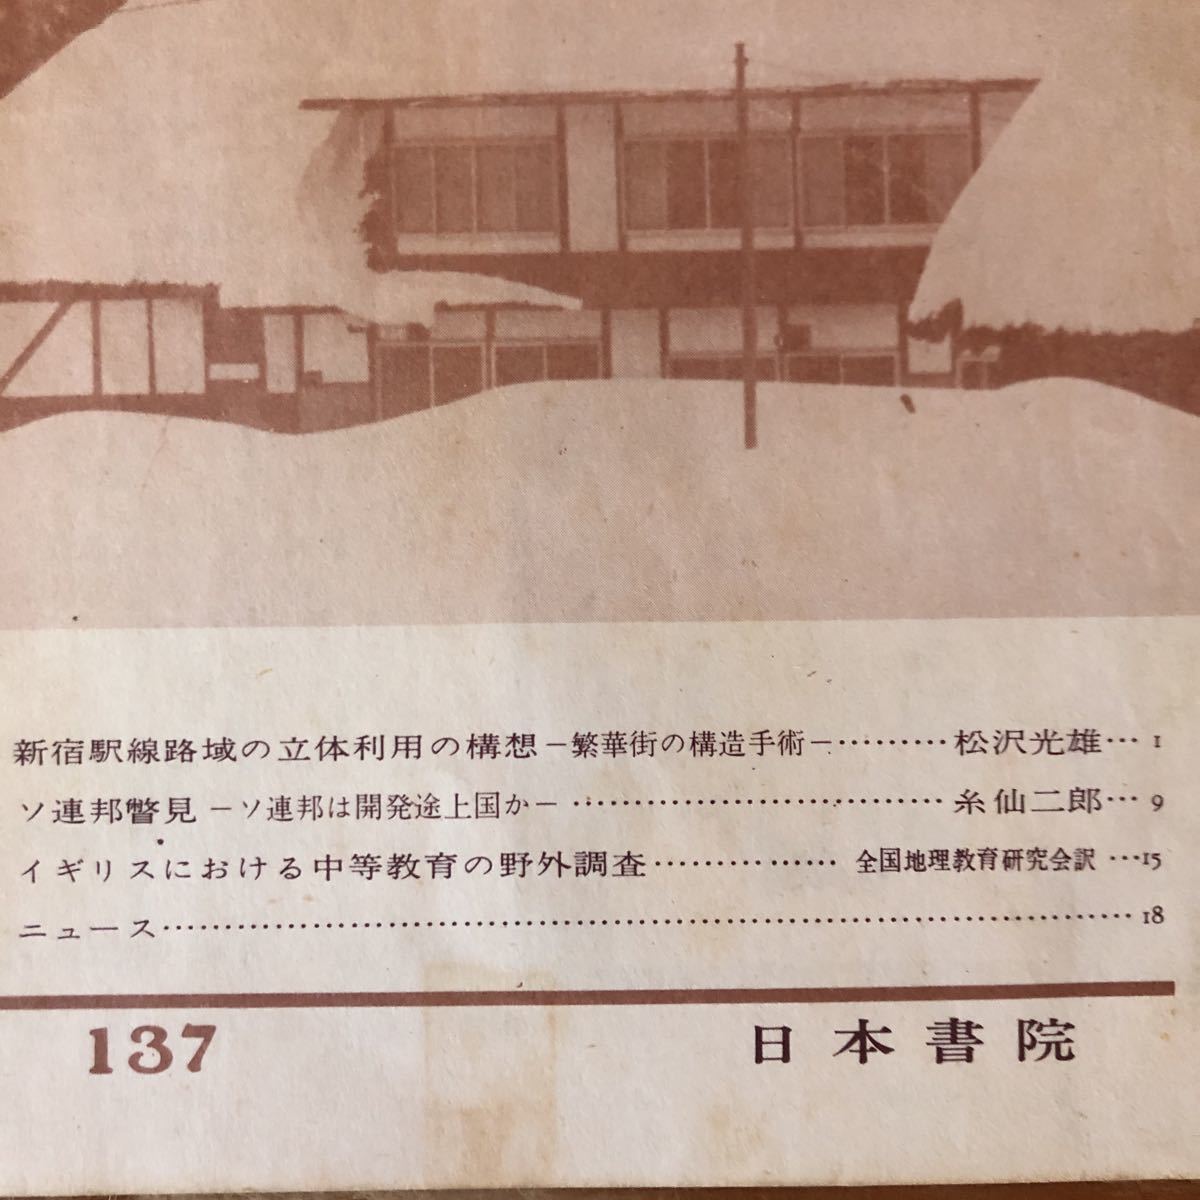 新宿駅線路域の立体利用の構想－繁華街の構造手術－………松沢光雄…1
ソ連邦瞥見－ソ連邦は開発途上国か－……………………………糸仙二郎…9
イギリスにおける中等教育の野外調査……………全国地理教育研究会訳…15
ニュース………………………………………………………………………18
137 日本書院